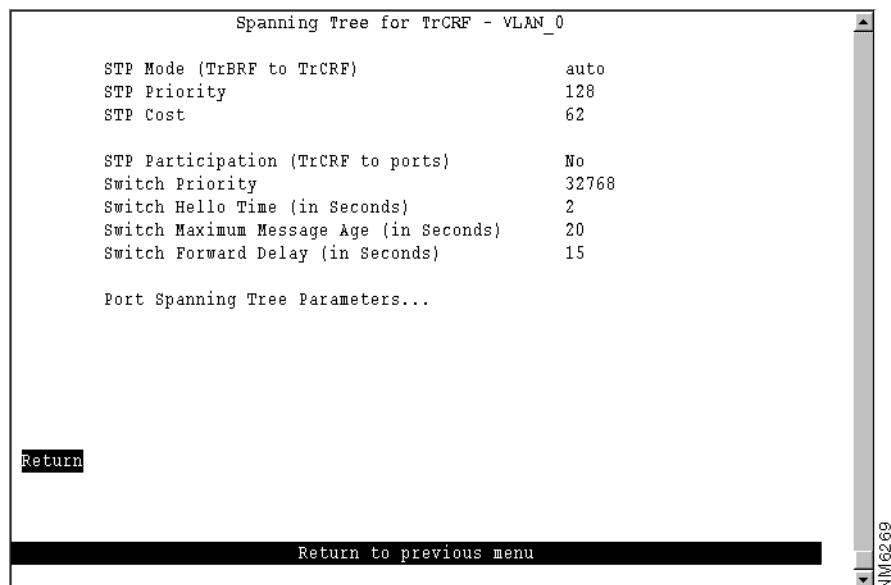 Spanning Tree for TrCRF - VLAN_0
STP Mode (TrBRF to TrCRF) auto
STP Priority 128
STP Cost 62
STP Participation (TrCRF to ports) No
Switch Priority 32768
Switch Hello Time (in Seconds) 2
Switch Maximum Message Age (in Seconds) 20
Switch Forward Delay (in Seconds) 15
Port Spanning Tree Parameters...
Return
Return to previous menu
NM6269